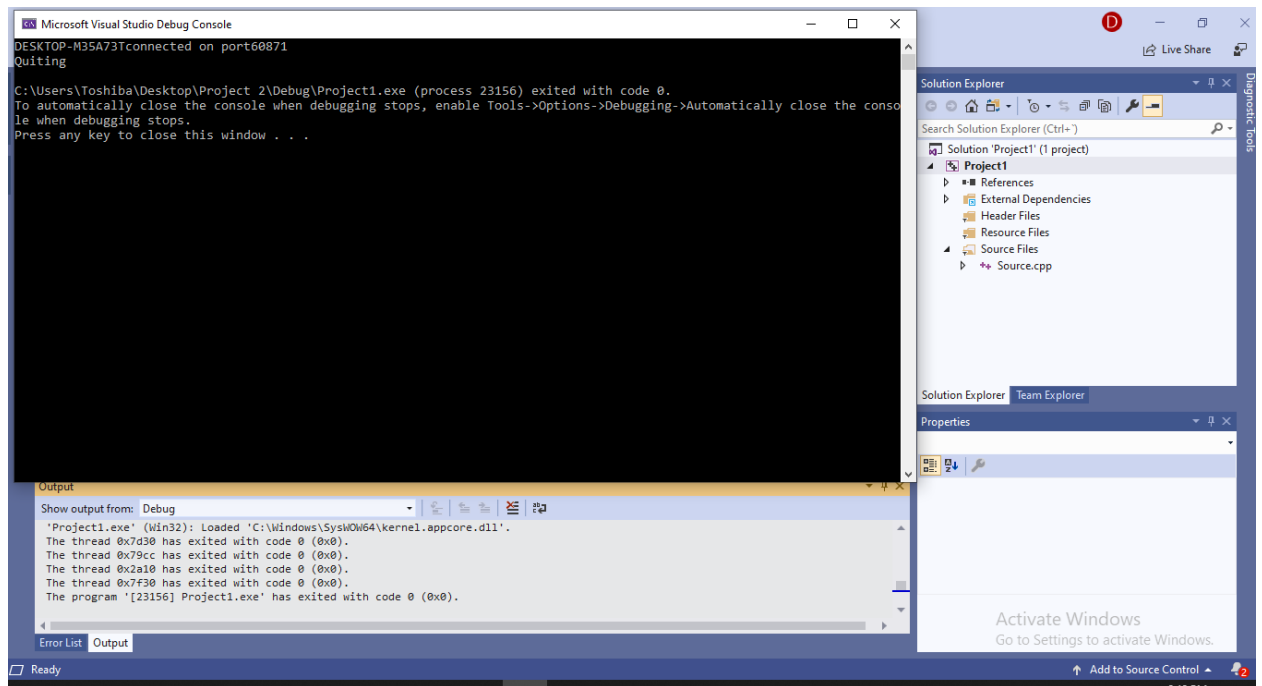 Microsoft Visual Studio Debug Console
DESKTOP-M35A73Tconnected on port60871
Quiting
C:\Users\Toshiba\Desktop\Project 2\Debug\Project1.exe (process 23156) exited with code 0.
To automatically close the console when debugging stops, enable Tools->Options->Debugging->Automatically close the conso
le when debugging stops.
Press any key to close this window . . .
D
Live Share
Solution Explorer
Search Solution Explorer (Ctrl+¨)
Solution 'Project1' (1 project)
Project1
References
External Dependencies
Header Files
Resource Files
Source Files
Source.cpp
Solution Explorer
Team Explorer
Properties
Diagnostic Tools
Output
Show output from: Debug
'Project1.exe' (Win32): Loaded 'C:\Windows\SysWOW64\kernel.appcore.dll'.
The thread 0x7d30 has exited with code 0 (0x0).
The thread 0x79cc has exited with code 0 (0x0).
The thread 0x2a10 has exited with code 0 (0x0).
The thread 0x7f30 has exited with code 0 (0x0).
The program '[23156] Project1.exe' has exited with code 0 (0x0).
Error List
Output
Activate Windows
Go to Settings to activate Windows.
Ready
Add to Source Control
2